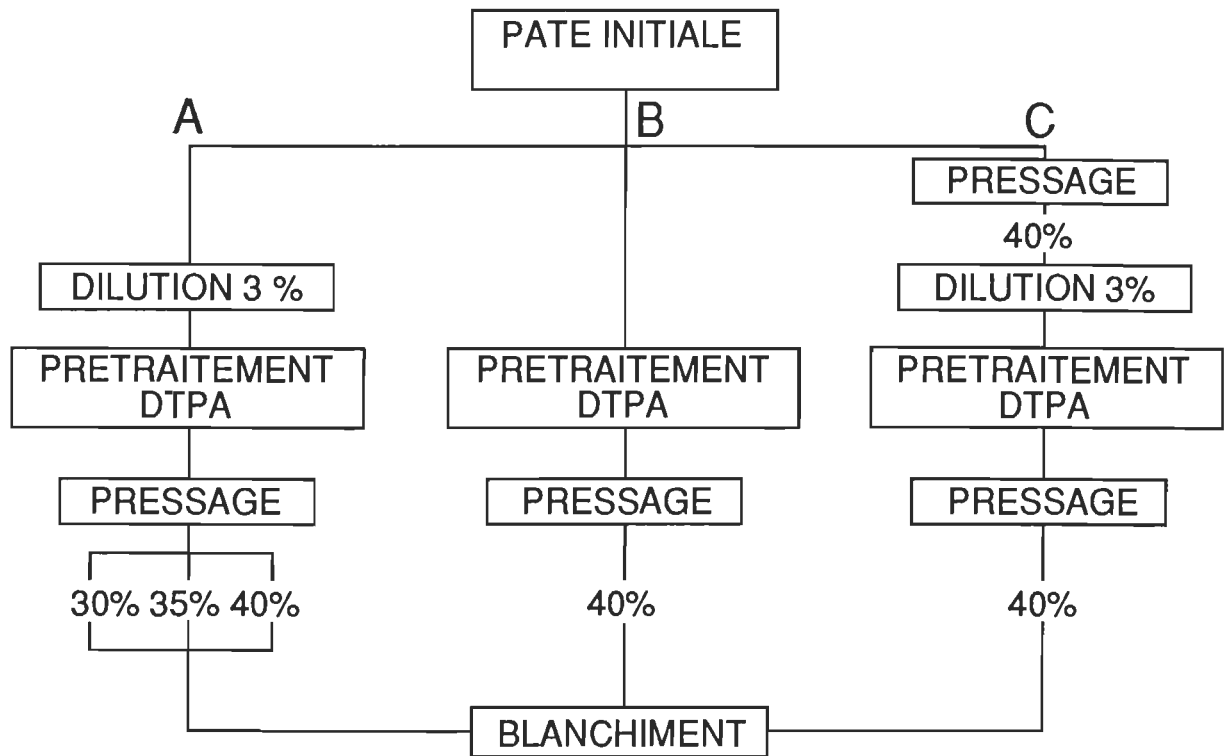 PATE INITIALE
A
B
C
PRESSAGE
40%
DILUTION 3 %
DILUTION 3%
PRETRAITEMENT
DTPA
PRETRAITEMENT
DTPA
PRETRAITEMENT
DTPA
PRESSAGE
PRESSAGE
PRESSAGE
30% 35% 40%
40%
40%
BLANCHIMENT